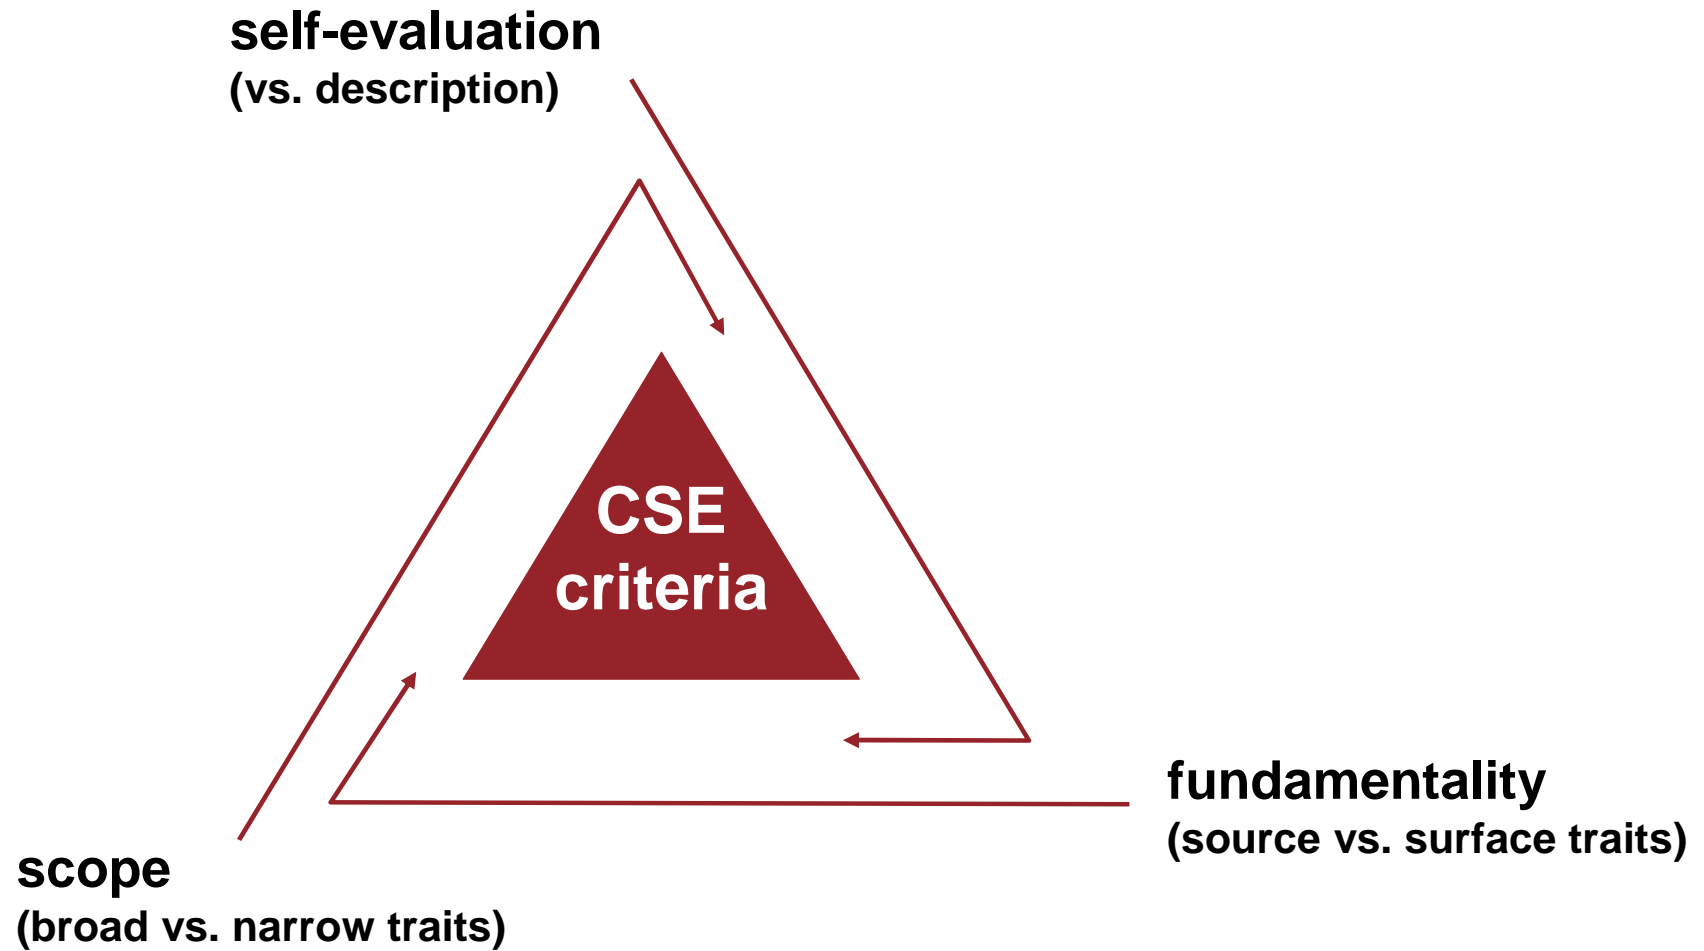 self-evaluation
(vs. description)
CSE
criteria
fundamentality
(source vs. surface traits)
scope
(broad vs. narrow traits)